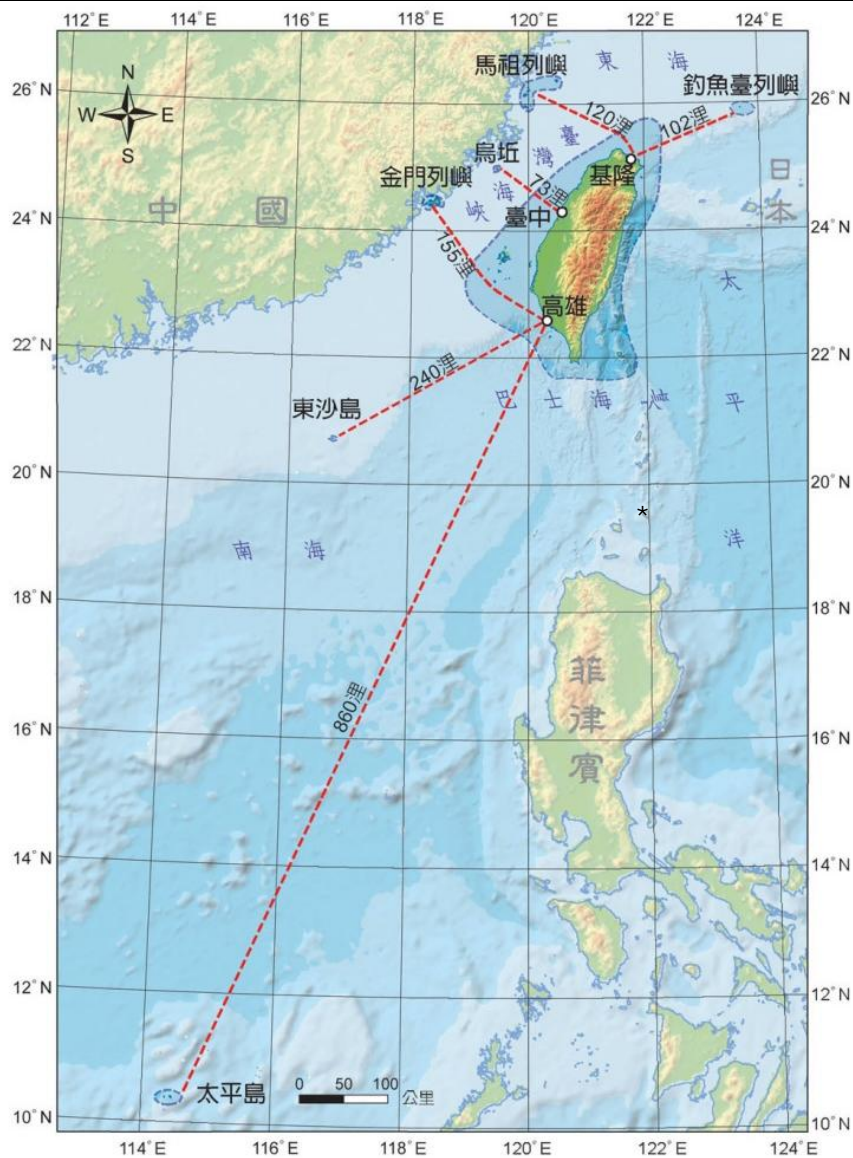 112°E 114°E 116°E 118°E 120°E 122°E 124°E
N
W E
S
26°N
24°N
22°N
20°N
18°N
16°N
14°N
12°N
10°N
26°N
24°N
22°N
20°N
18°N
16°N
14°N
12°N
10°N
馬祖列嶼
東海
釣魚臺列嶼
120浬
102浬
烏坵
臺灣海峽
基隆
日本
金門列嶼
73浬
中國
臺中
155浬
太平洋
高雄
240浬
東沙島
巴士海峽
*
南海
菲律賓
860浬
太平島
0 50 100 公里
114°E 116°E 118°E 120°E 122°E 124°E